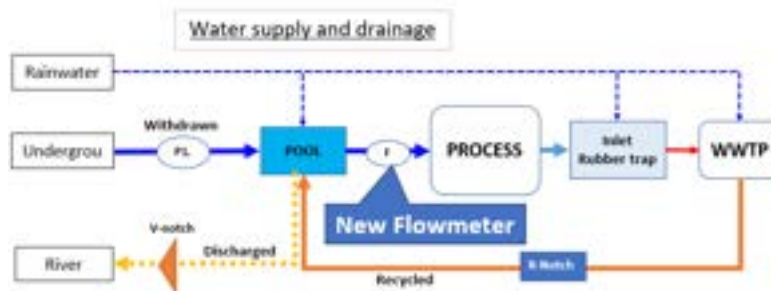 Water supply and drainage
Rainwater
Withdrawn
Undergrou
POOL
F
PROCESS
Inlet
Rubber trap
WWTP
New Flowmeter
V-notch
River
Discharged
Recycled
R-Notch